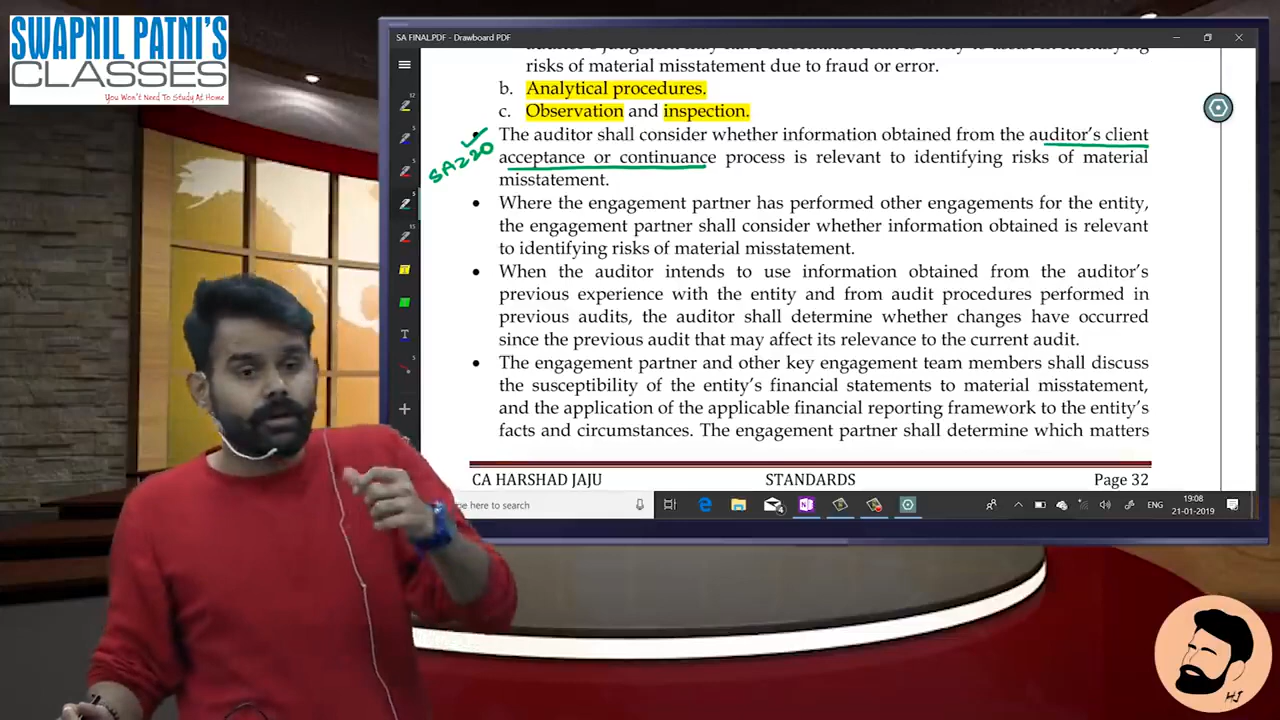 SWAPNIL PATNI'S
CLASSES
You Won't Need To Study At Home
SA FINAL.PDF - Drawboard PDF
risks of material misstatement due to fraud or error.
b. Analytical procedures.
c. Observation and inspection.
• The auditor shall consider whether information obtained from the auditor's client
acceptance or continuance process is relevant to identifying risks of material
misstatement.
SA 220
• Where the engagement partner has performed other engagements for the entity,
the engagement partner shall consider whether information obtained is relevant
to identifying risks of material misstatement.
• When the auditor intends to use information obtained from the auditor's
previous experience with the entity and from audit procedures performed in
previous audits, the auditor shall determine whether changes have occurred
since the previous audit that may affect its relevance to the current audit.
• The engagement partner and other key engagement team members shall discuss
the susceptibility of the entity's financial statements to material misstatement,
and the application of the applicable financial reporting framework to the entity's
facts and circumstances. The engagement partner shall determine which matters
CA HARSHAD JAJU STANDARDS Page 32
here to search
ENG
19:08
21-01-2019
HJ